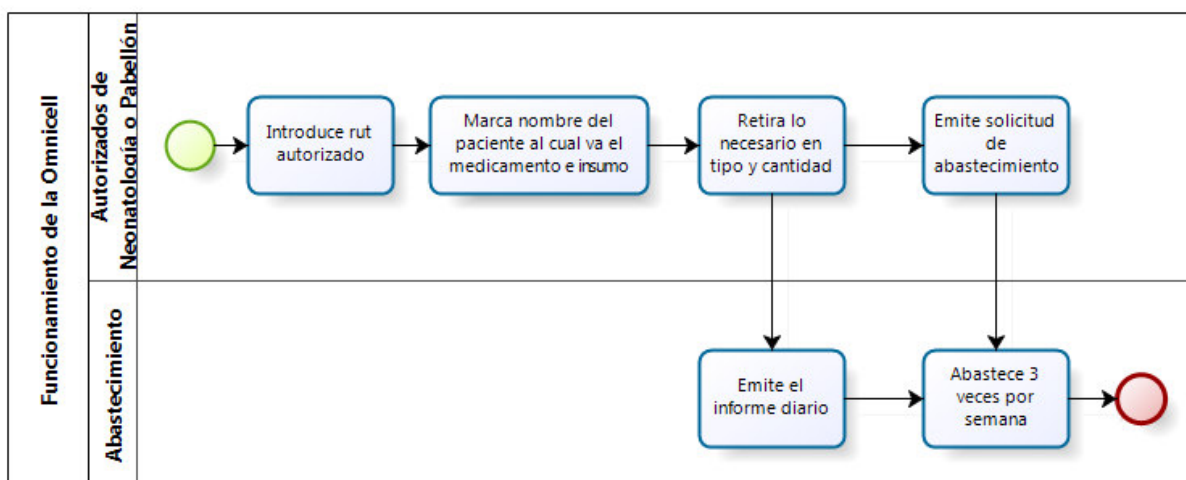 Funcionamiento de la Omnicell
Autorizados de
Neonatología o Pabellón
Introduce rut
autorizado
Marca nombre del
paciente al cual va el
medicamento e insumo
Retira lo
necesario en
tipo y cantidad
Emite solicitud
de
abastecimiento
Abastecimiento
Emite el
informe diario
Abastece 3
veces por
semana